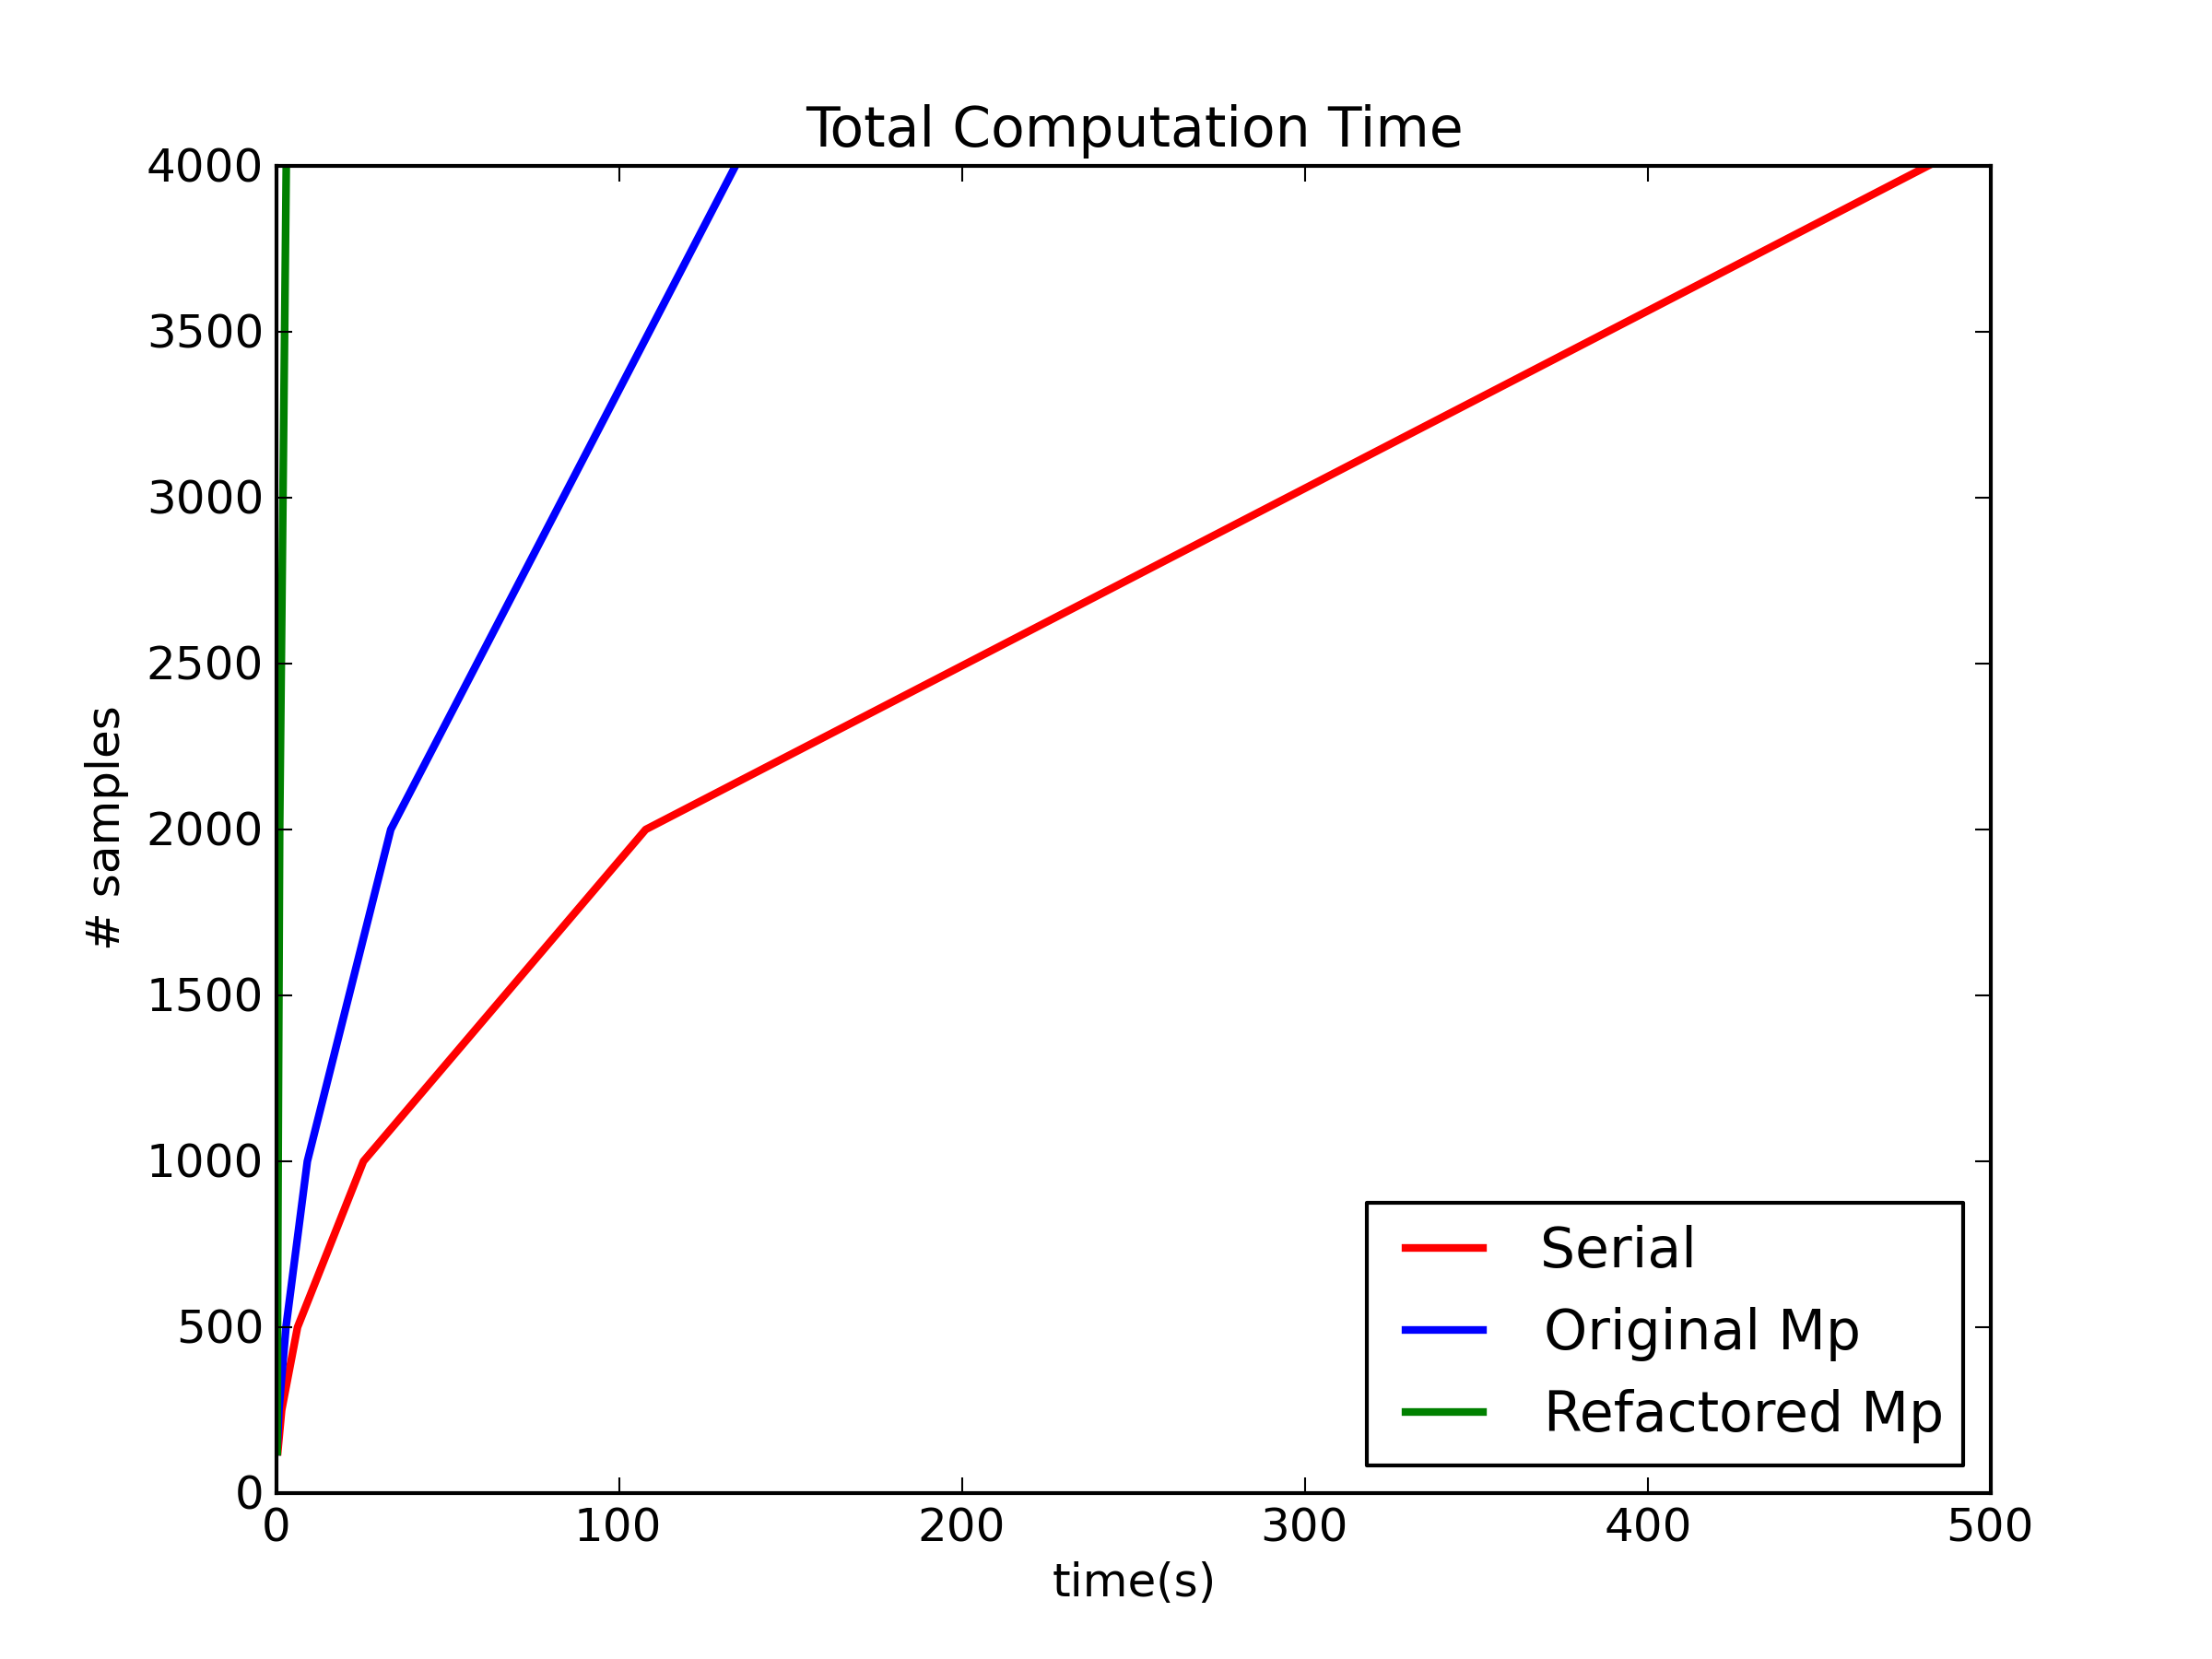 Total Computation Time
4000
3500
3000
2500
2000
1500
1000
500
0
# samples
0 100 200 300 400 500
time(s)
Serial
Original Mp
Refactored Mp